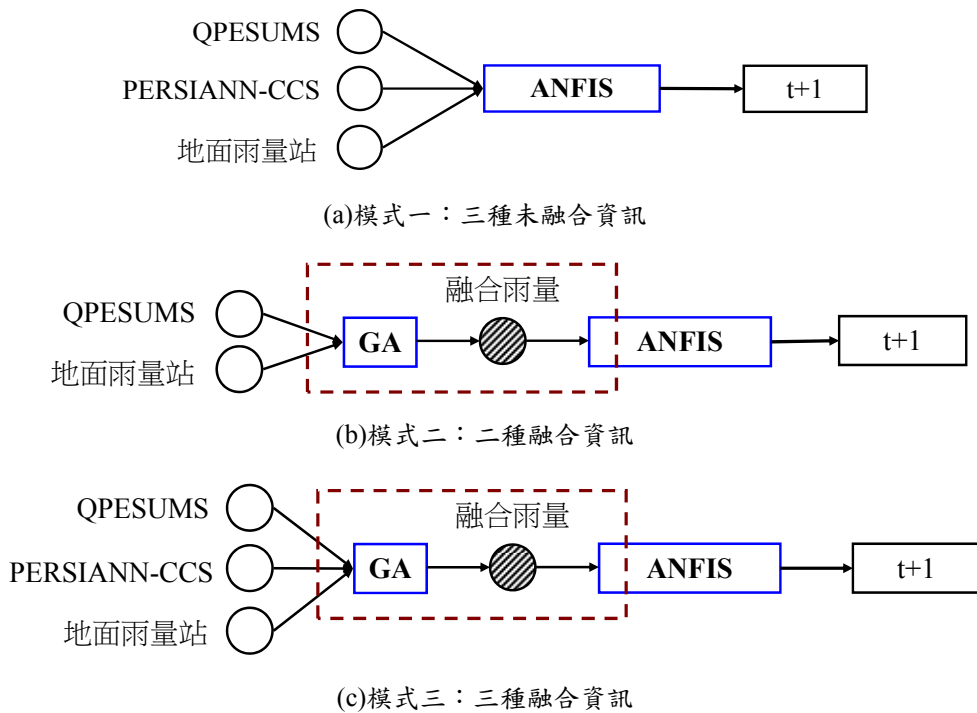 QPESUMS
PERSIANN-CCS
地面雨量站
ANFIS
t+1
(a)模式一：三種未融合資訊
QPESUMS
地面雨量站
GA
融合雨量
ANFIS
t+1
(b)模式二：二種融合資訊
QPESUMS
PERSIANN-CCS
地面雨量站
GA
融合雨量
ANFIS
t+1
(c)模式三：三種融合資訊